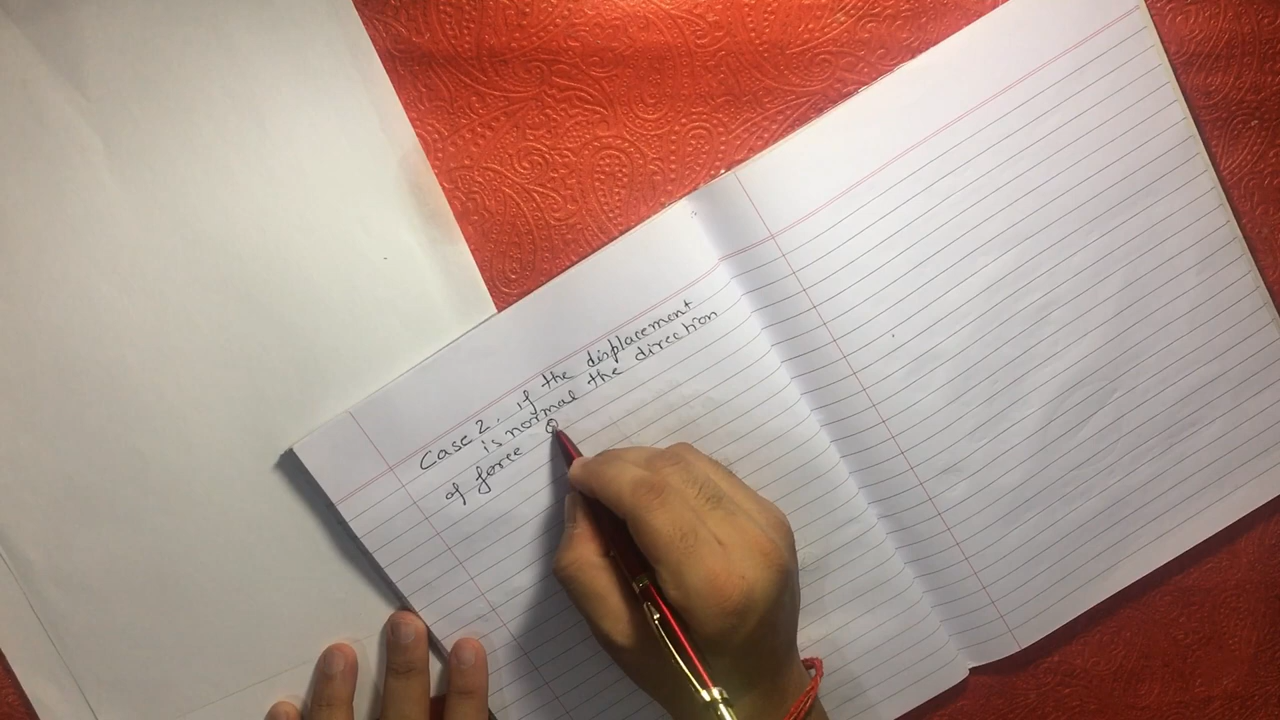 Case 2. if the displacement
is normal the direction
of force